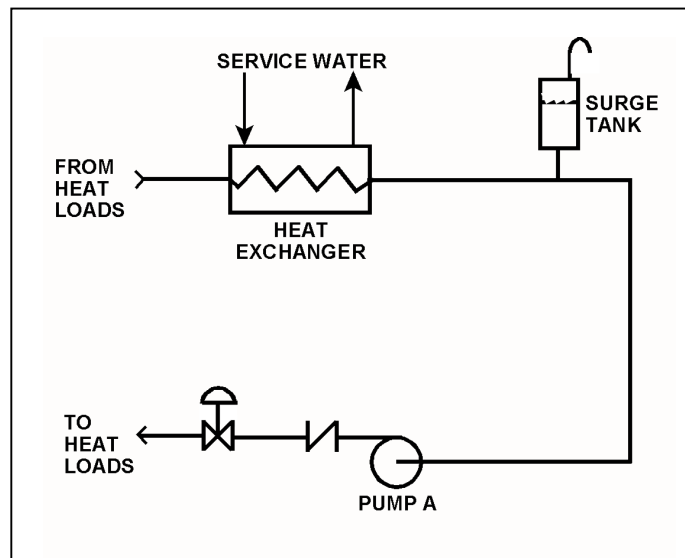 SERVICE WATER
SURGE
TANK
FROM
HEAT
LOADS
HEAT
EXCHANGER
TO
HEAT
LOADS
PUMP A